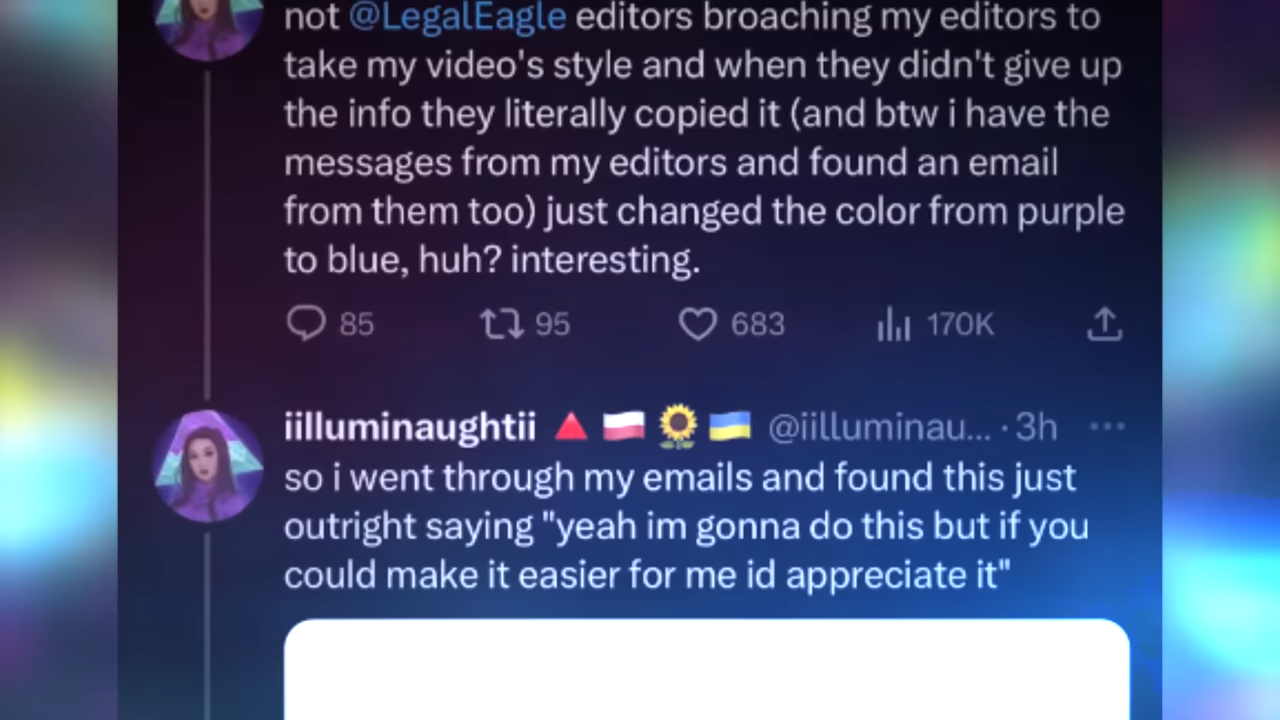 not @LegalEagle editors broaching my editors to
take my video's style and when they didn't give up
the info they literally copied it (and btw i have the
messages from my editors and found an email
from them too) just changed the color from purple
to blue, huh? interesting.
85 95 683 170K
iilluminaughtii 🔺 🇵🇱 🌻 🇺🇦 @iilluminau... · 3h ...
so i went through my emails and found this just
outright saying "yeah im gonna do this but if you
could make it easier for me id appreciate it"